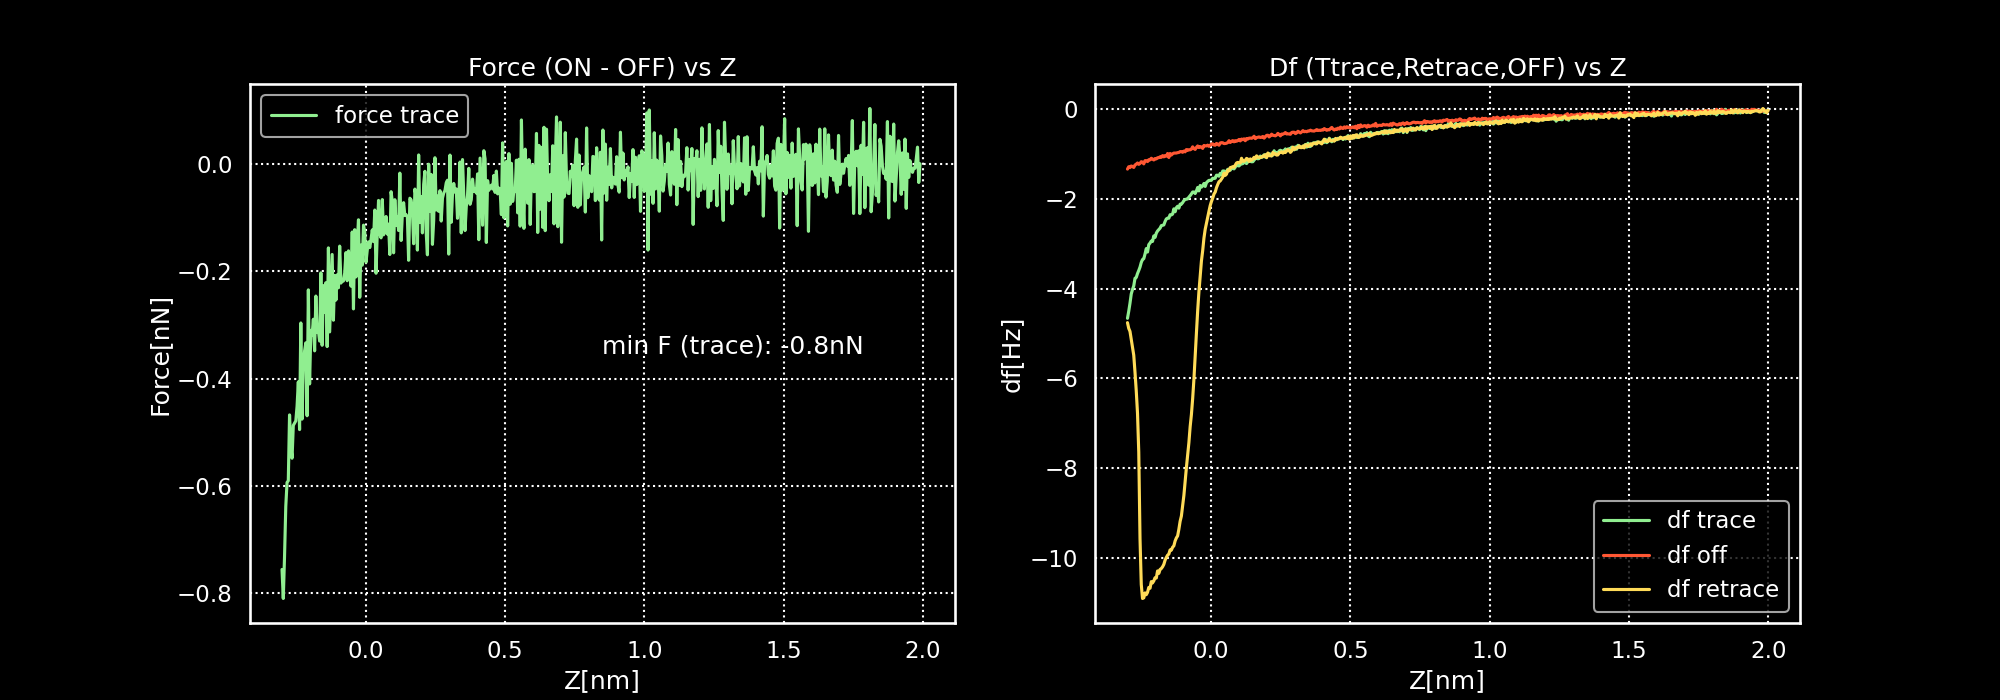 Force (ON - OFF) vs Z
force trace
0.0
−0.2
−0.4
−0.6
−0.8
Force[nN]
min F (trace): -0.8nN
0.0 0.5 1.0 1.5 2.0
Z[nm]
Df (Ttrace,Retrace,OFF) vs Z
0
−2
−4
−6
−8
−10
df[Hz]
df trace
df off
df retrace
0.0 0.5 1.0 1.5 2.0
Z[nm]